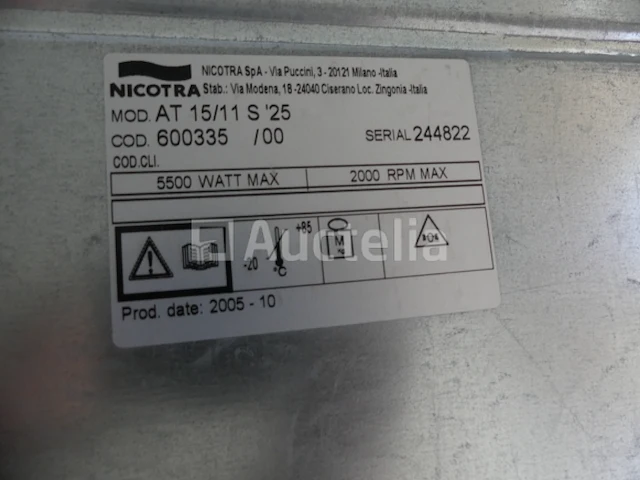 NICOTRA
NICOTRA SpA - Via Puccini, 3 - 20121 Milano -Italia
Stab.: Via Modena, 18 -24040 Ciserano Loc. Zingonia -Italia
MOD. AT 15/11 S '25
COD. 600335 /00 SERIAL 244822
COD.CLI.
5500 WATT MAX 2000 RPM MAX
Auctelia
-20 +85 °C M
Prod. date: 2005 - 10